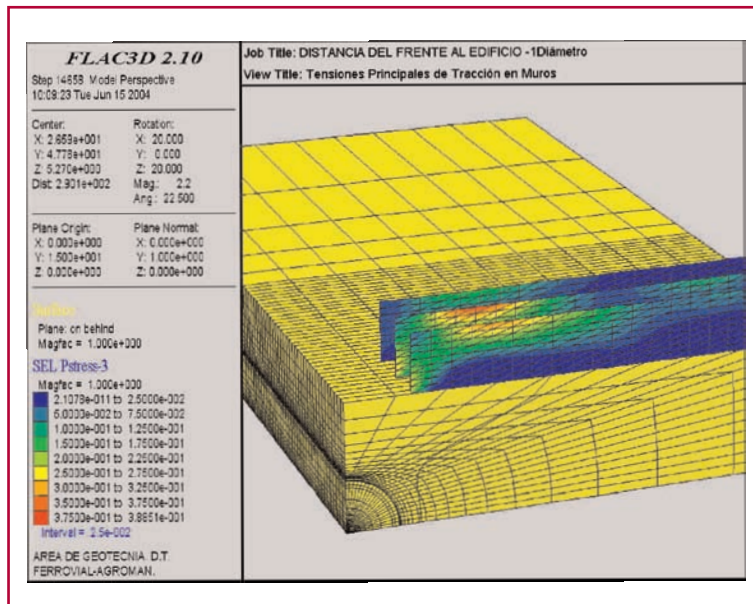 FLAC3D 2.10
Step 14658 Model Perspective
10:09:23 Tue Jun 15 2004
Center:
X: 2.659e+001
Y: 4.778e+001
Z: 5.270e+000
Dist: 2.901e+002
Rotation:
X: 20.000
Y: 0.000
Z: 20.000
Mag.: 2.2
Ang.: 22.500
Plane Origin:
X: 0.000e+000
Y: 1.500e+001
Z: 0.000e+000
Plane Normal:
X: 0.000e+000
Y: 1.000e+000
Z: 0.000e+000
Surface
Plane: on behind
Magfac = 1.000e+000
SEL Pstress-3
Magfac = 1.000e+000
2.1078e-011 to 2.5000e-002
5.0000e-002 to 7.5000e-002
1.0000e-001 to 1.2500e-001
1.5000e-001 to 1.7500e-001
2.0000e-001 to 2.2500e-001
2.5000e-001 to 2.7500e-001
3.0000e-001 to 3.2500e-001
3.5000e-001 to 3.7500e-001
3.7500e-001 to 3.8851e-001
Interval = 2.5e-002
AREA DE GEOTECNIA. D.T.
FERROVIAL-AGROMAN.
Job Title: DISTANCIA DEL FRENTE AL EDIFICIO -1Diámetro
View Title: Tensiones Principales de Tracción en Muros